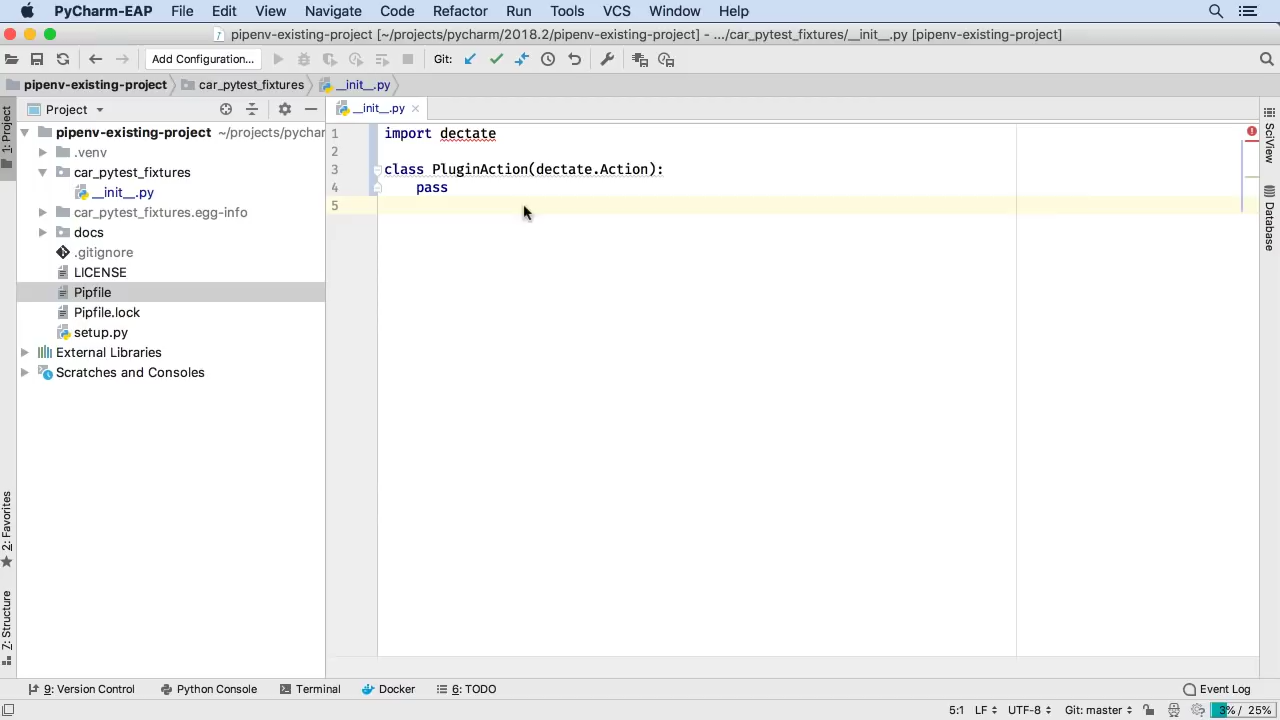 PyCharm-EAP File Edit View Navigate Code Refactor Run Tools VCS Window Help
pipenv-existing-project [~/projects/pycharm/2018.2/pipenv-existing-project] - .../car_pytest_fixtures/__init__.py [pipenv-existing-project]
Add Configuration... Git:
pipenv-existing-project car_pytest_fixtures __init__.py
1: Project
Project
pipenv-existing-project ~/projects/pychar
.venv
car_pytest_fixtures
__init__.py
car_pytest_fixtures.egg-info
docs
.gitignore
LICENSE
Pipfile
Pipfile.lock
setup.py
External Libraries
Scratches and Consoles
2: Favorites
Z: Structure
__init__.py
1 import dectate
2
3 class PluginAction(dectate.Action):
4 pass
5
SciView
Database
9: Version Control Python Console Terminal Docker 6: TODO Event Log
5:1 LF UTF-8 Git: master 3% / 25%